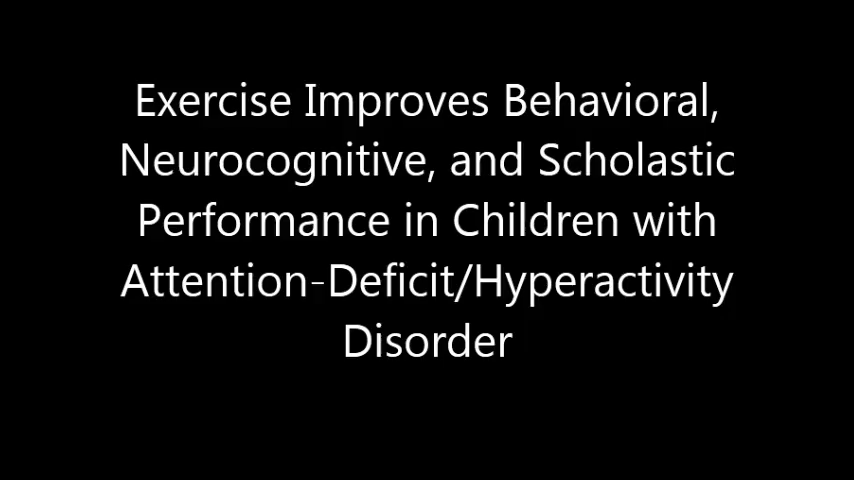 Exercise Improves Behavioral,
Neurocognitive, and Scholastic
Performance in Children with
Attention-Deficit/Hyperactivity
Disorder